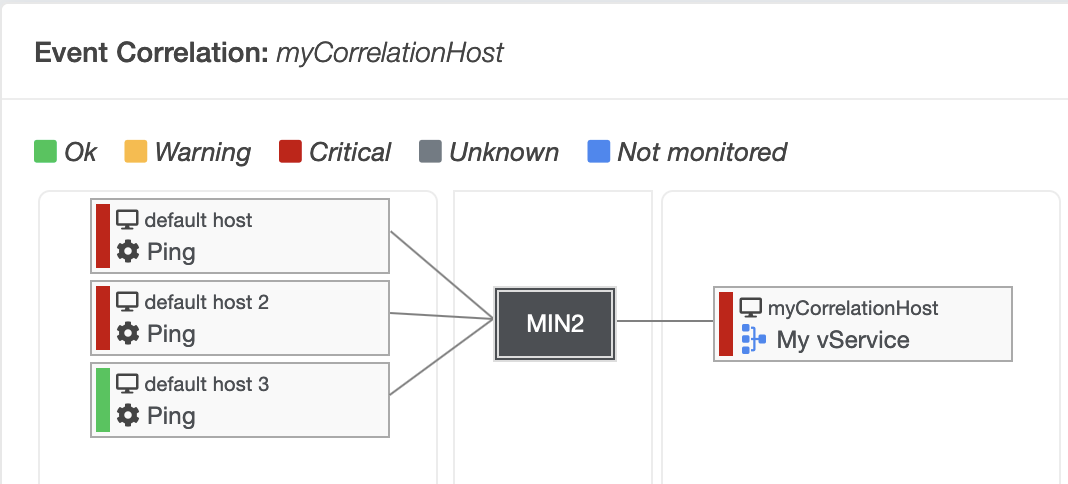 Event Correlation: myCorrelationHost
Ok Warning Critical Unknown Not monitored
default host
Ping
default host 2
Ping
default host 3
Ping
MIN2
myCorrelationHost
My vService